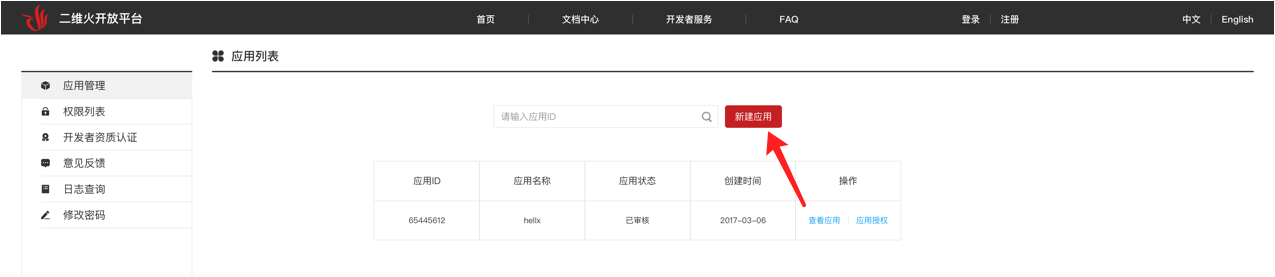 二维火开放平台 首页 文档中心 开发者服务 FAQ 登录 注册 中文 English
应用列表
应用管理
权限列表
开发者资质认证
意见反馈
日志查询
修改密码
请输入应用ID 新建应用
应用ID 应用名称 应用状态 创建时间 操作
65445612 hellx 已审核 2017-03-06 查看应用 应用授权